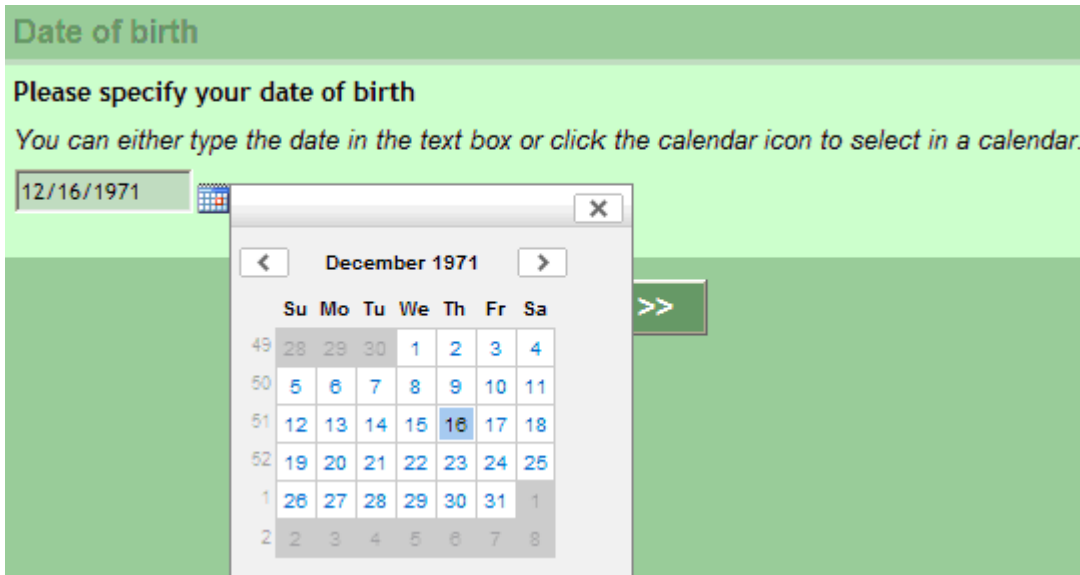 Date of birth
Please specify your date of birth
You can either type the date in the text box or click the calendar icon to select in a calendar.
12/16/1971
December 1971
>>
Su Mo Tu We Th Fr Sa
49 28 29 30 1 2 3 4
50 5 6 7 8 9 10 11
51 12 13 14 15 16 17 18
52 19 20 21 22 23 24 25
1 26 27 28 29 30 31 1
2 2 3 4 5 6 7 8